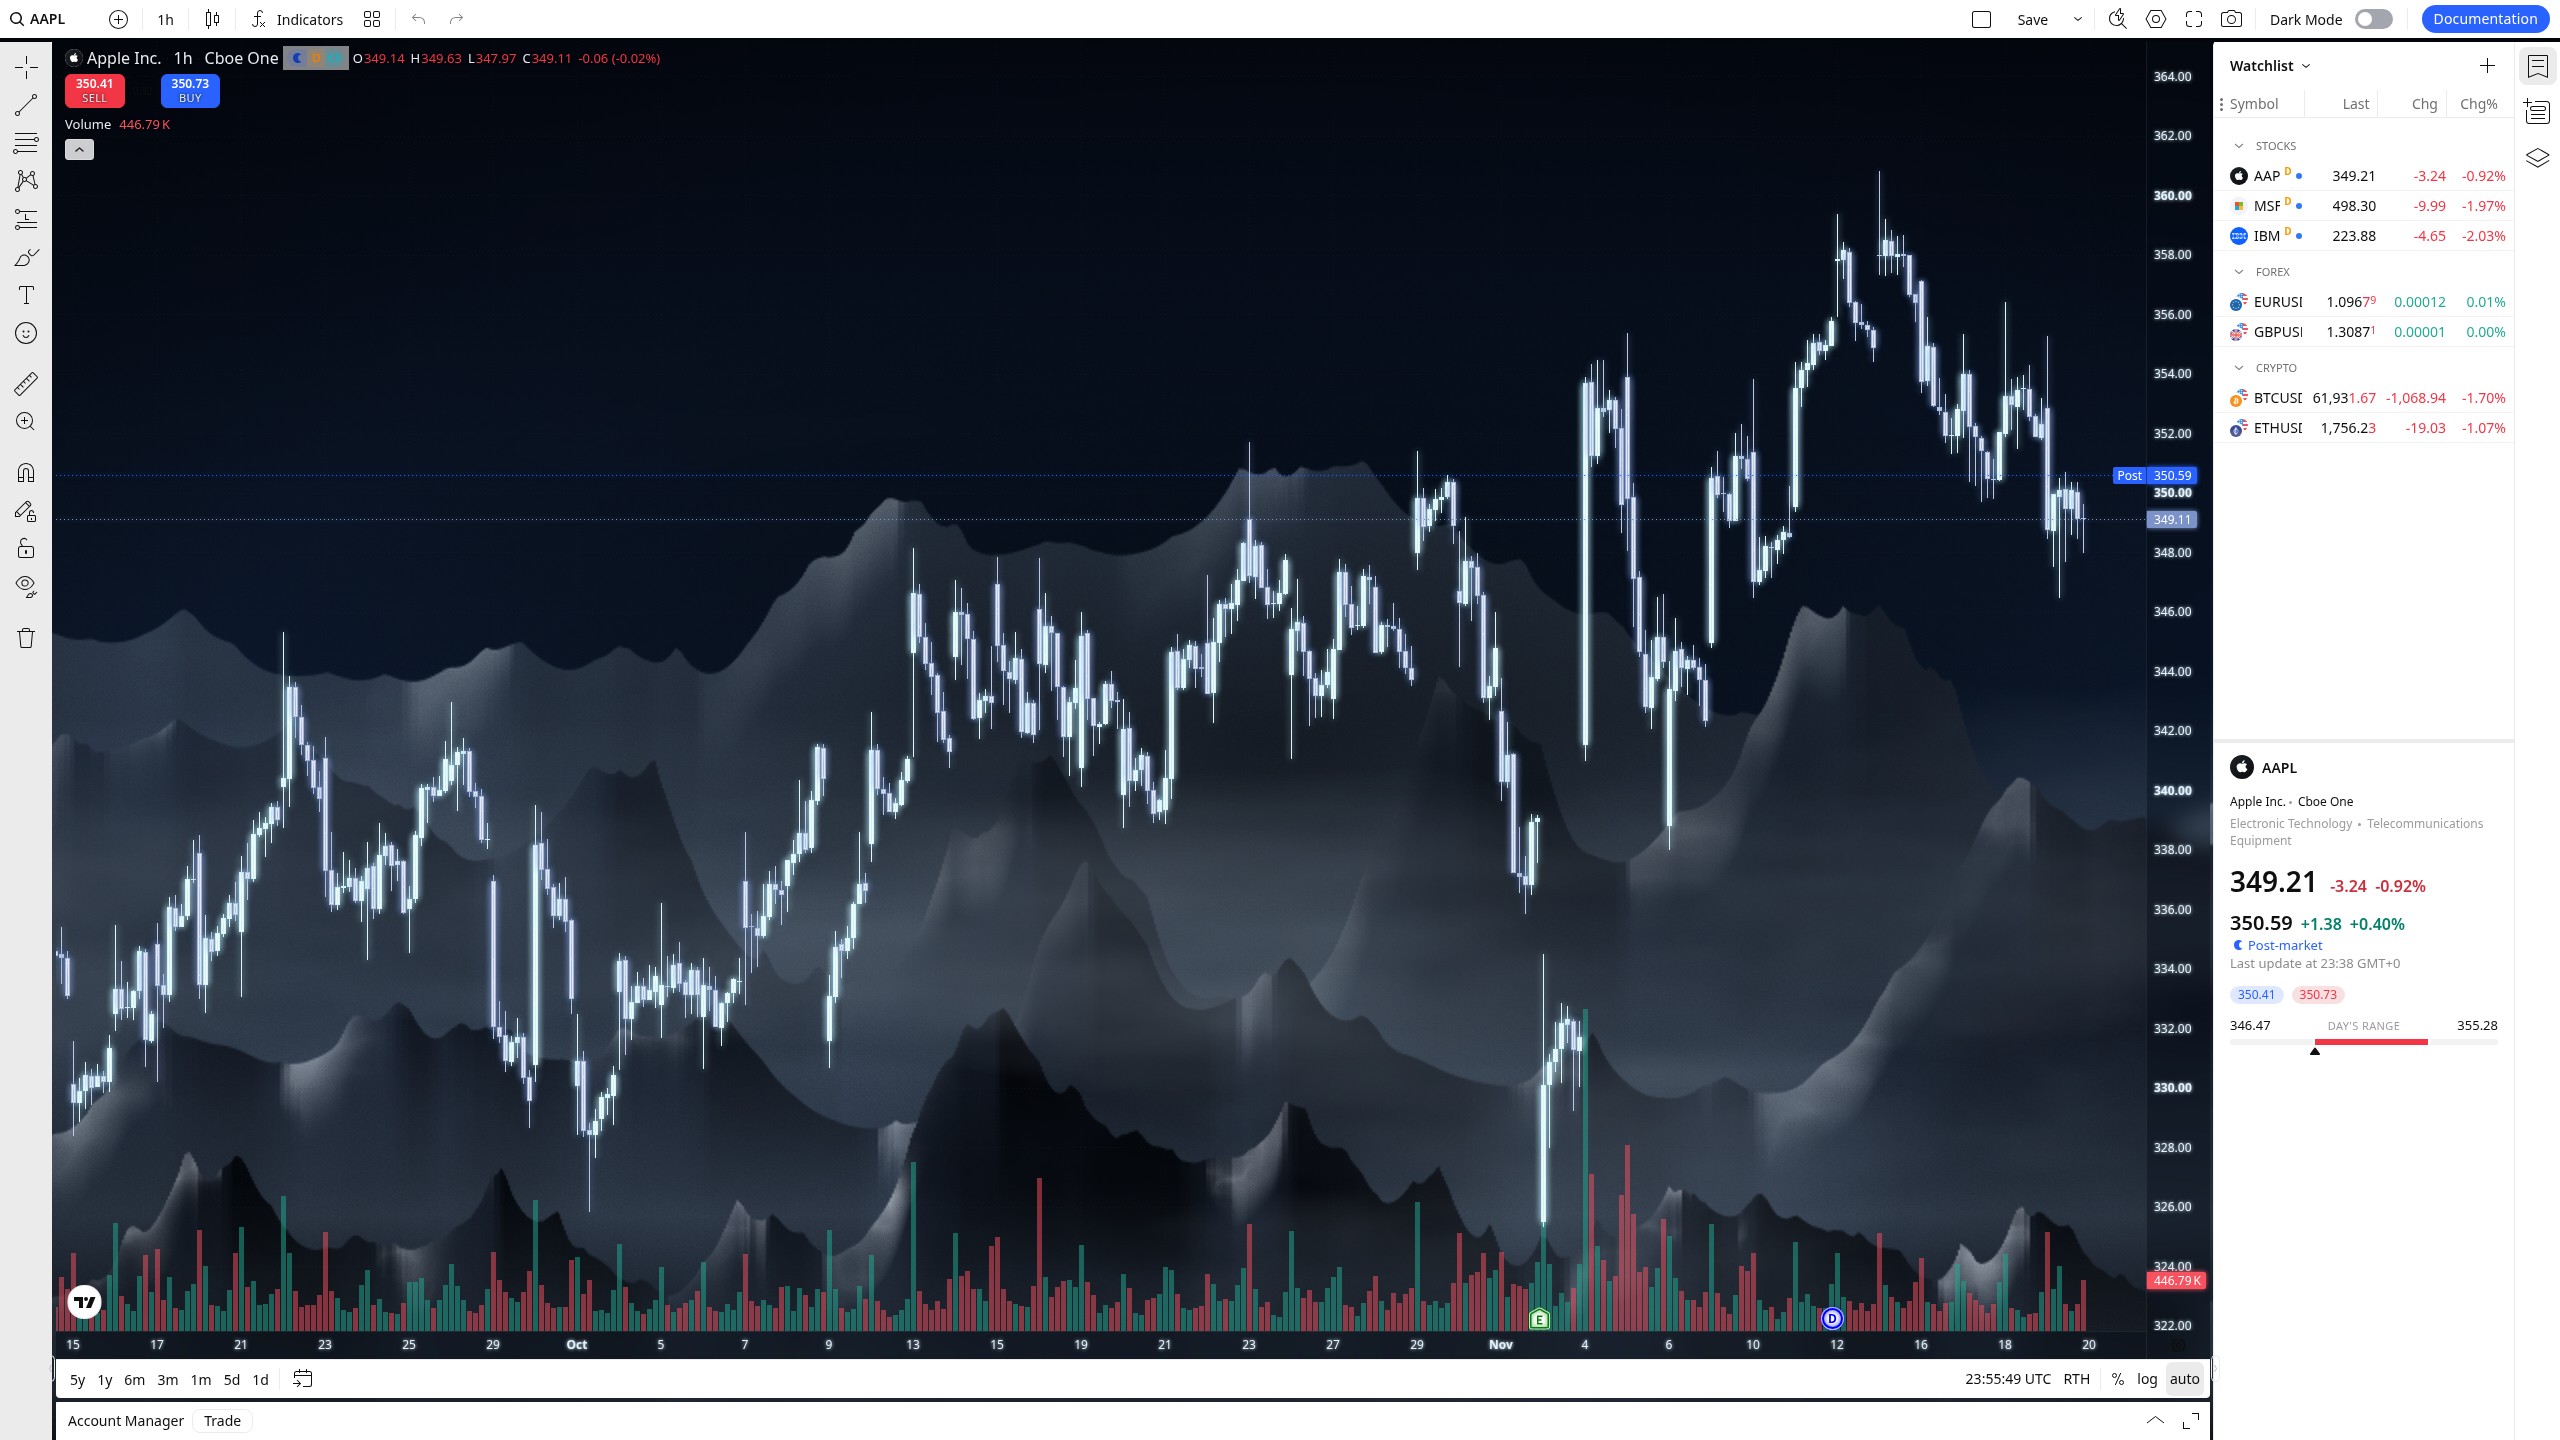 AAPL 1h Indicators Save Dark Mode Documentation
Apple Inc. 1h Cboe One D O349.14 H349.63 L347.97 C349.11 -0.06 (-0.02%)
350.41 350.73
SELL BUY
Volume 446.79 K
364.00
362.00
360.00
358.00
356.00
354.00
352.00
Post 350.59
350.00
349.11
348.00
346.00
344.00
342.00
340.00
338.00
336.00
334.00
332.00
330.00
328.00
326.00
324.00
446.79 K
322.00
E D
15 17 21 23 25 29 Oct 5 7 9 13 15 19 21 23 27 29 Nov 4 6 10 12 16 18 20
5y 1y 6m 3m 1m 5d 1d 23:55:49 UTC RTH % log auto
Account Manager Trade
Watchlist
Symbol Last Chg Chg%
STOCKS
AAP D 349.21 -3.24 -0.92%
MSF D 498.30 -9.99 -1.97%
IBM D 223.88 -4.65 -2.03%
FOREX
EURUSI 1.09679 0.00012 0.01%
GBPUSI 1.30871 0.00001 0.00%
CRYPTO
BTCUSI 61,931.67 -1,068.94 -1.70%
ETHUSI 1,756.23 -19.03 -1.07%
AAPL
Apple Inc. • Cboe One
Electronic Technology • Telecommunications
Equipment
349.21 -3.24 -0.92%
350.59 +1.38 +0.40%
Post-market
Last update at 23:38 GMT+0
350.41 350.73
346.47 DAY'S RANGE 355.28